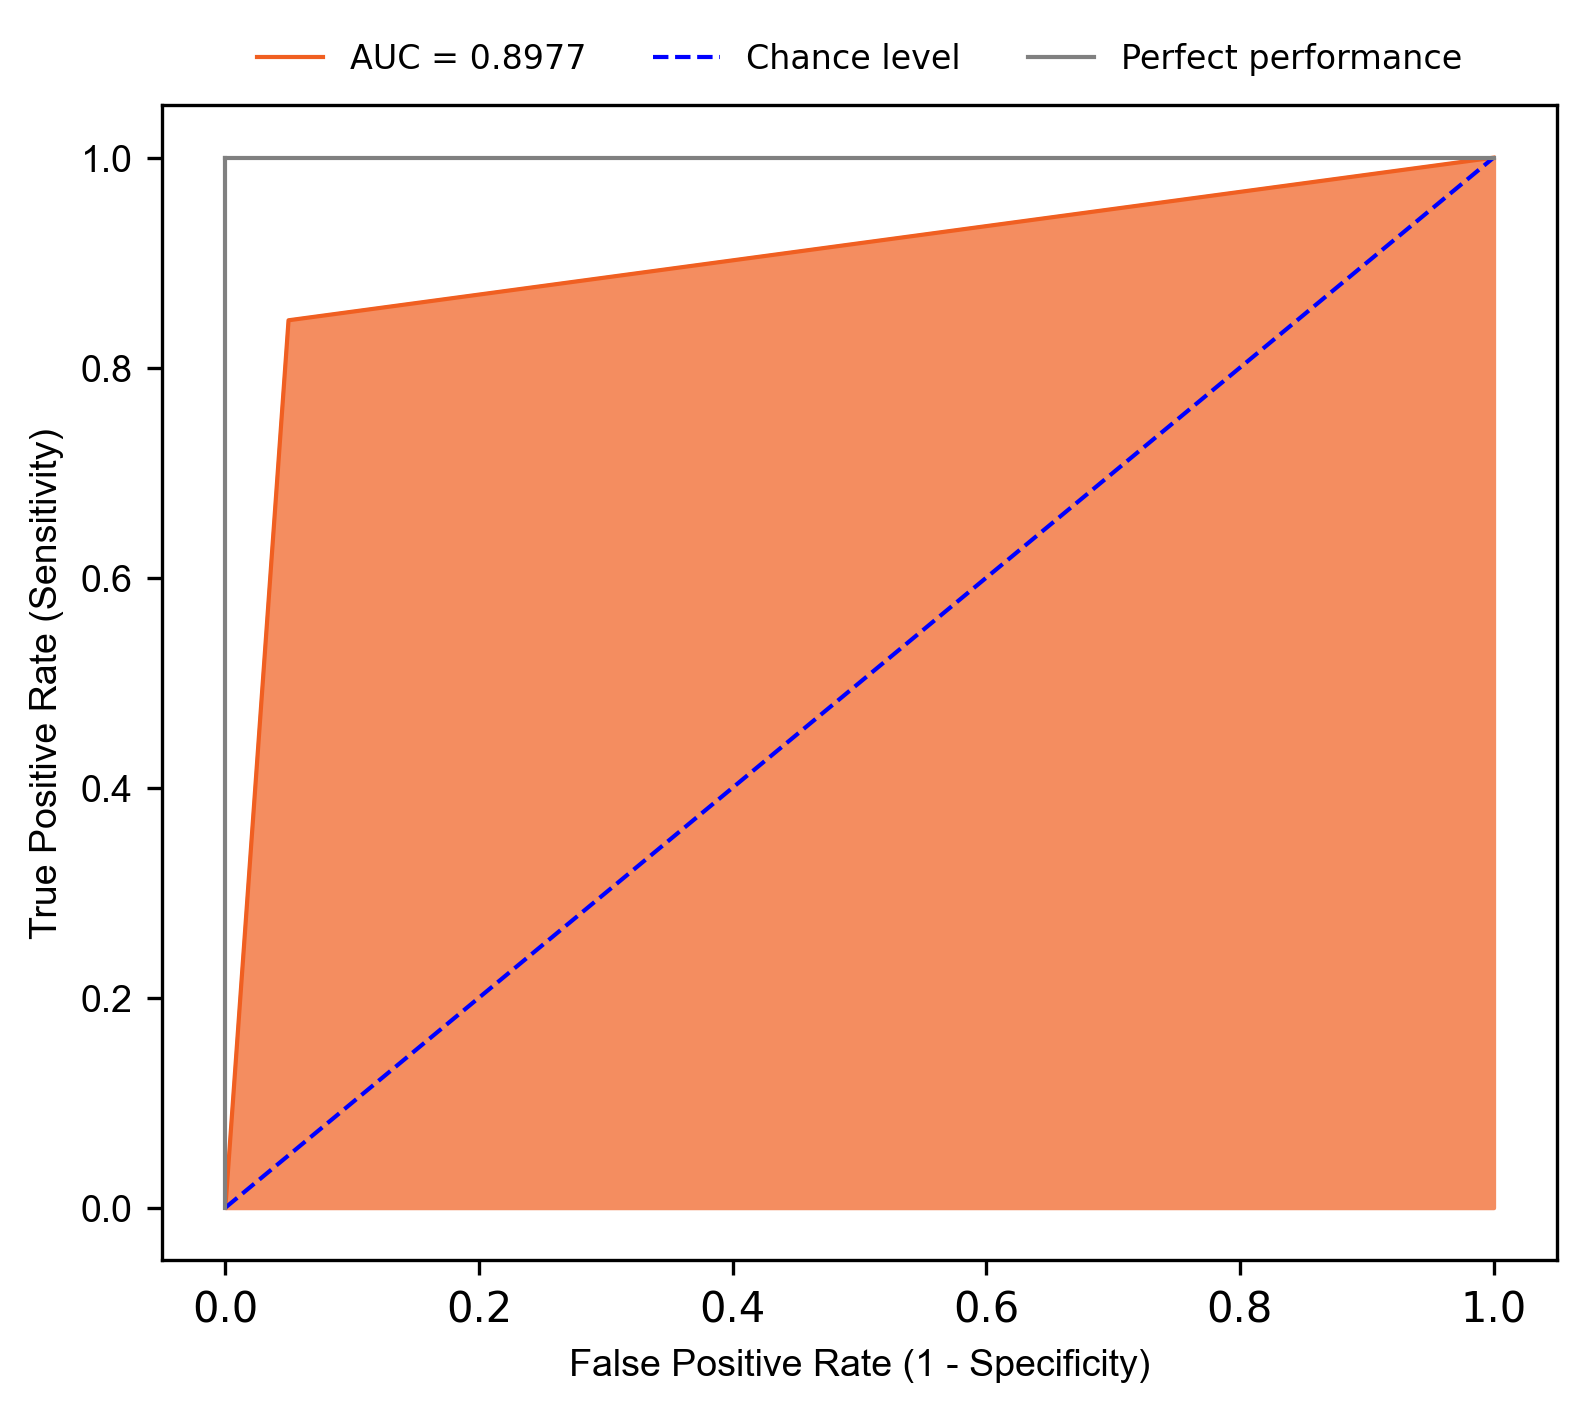 AUC = 0.8977 Chance level Perfect performance
1.0
0.8
0.6
0.4
0.2
0.0
True Positive Rate (Sensitivity)
0.0 0.2 0.4 0.6 0.8 1.0
False Positive Rate (1 - Specificity)